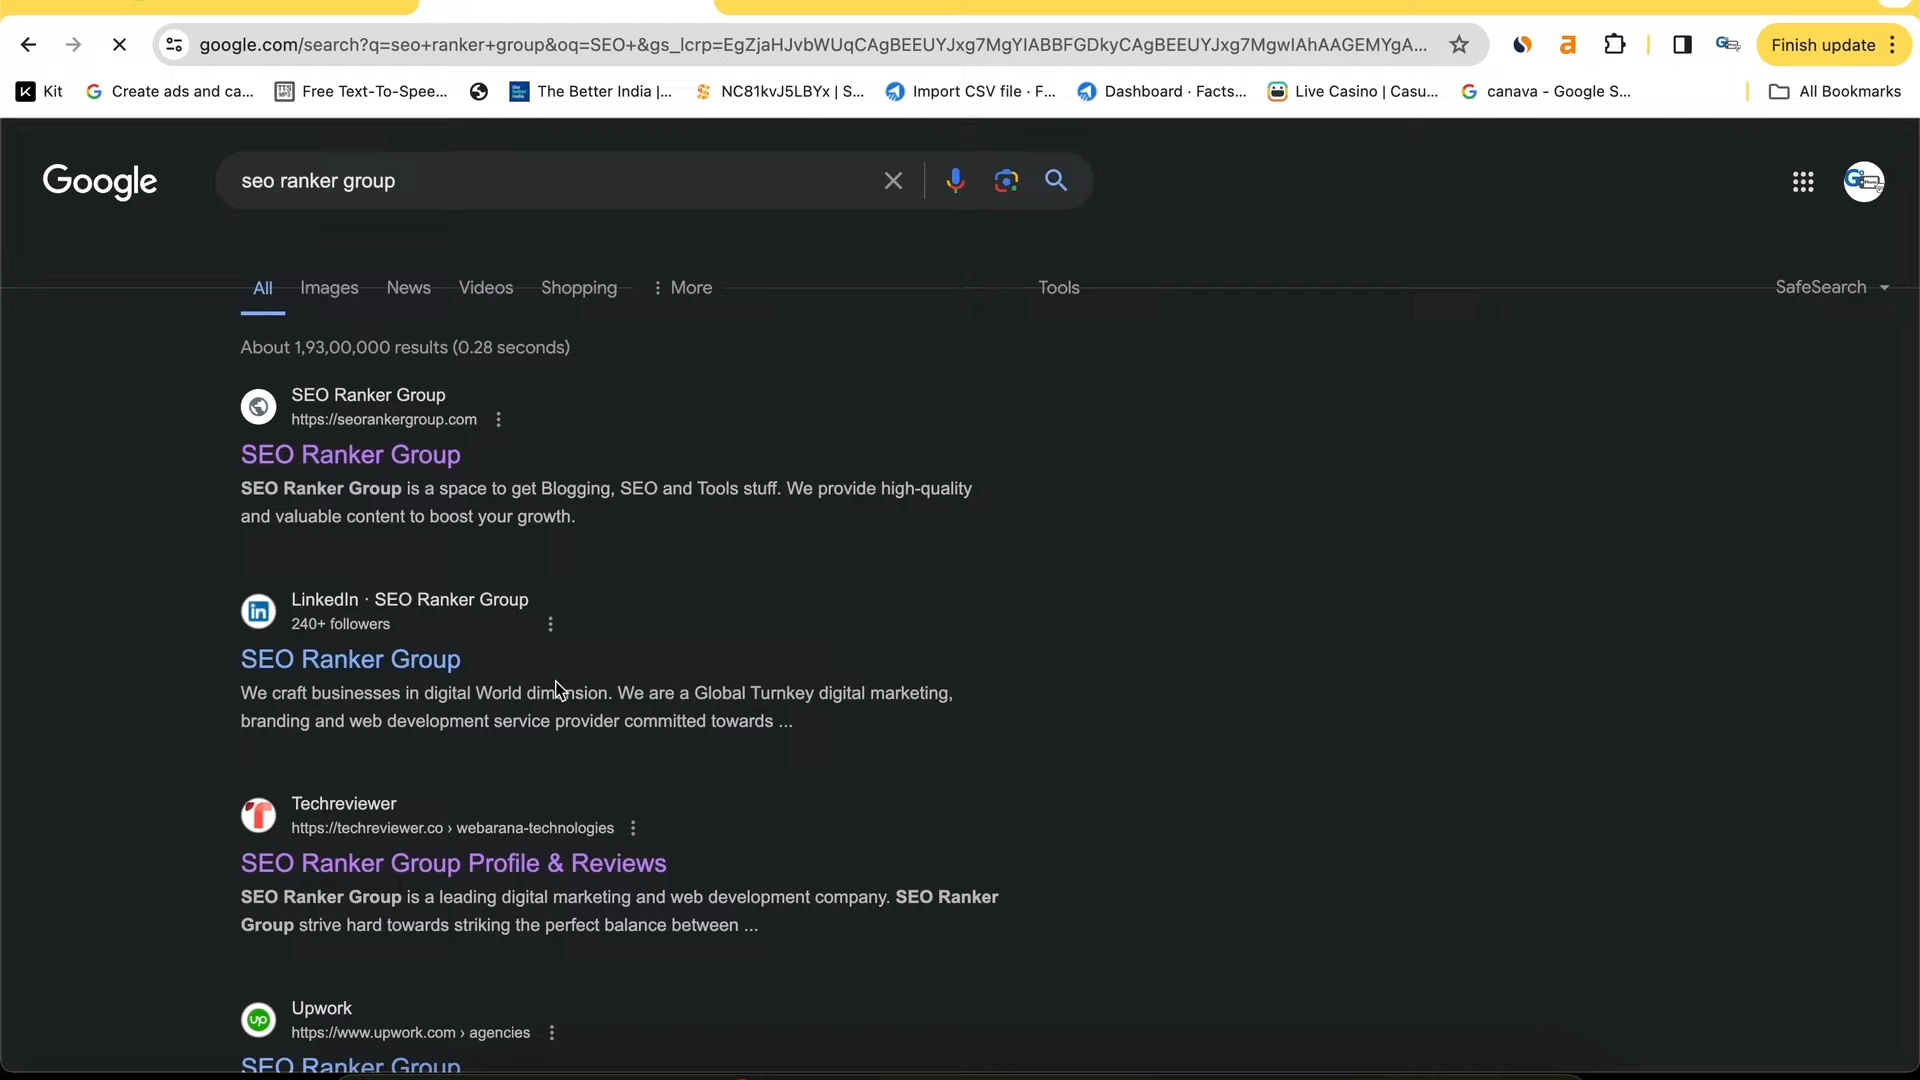 google.com/search?q=seo+ranker+group&oq=SEO+&gs_lcrp=EgZjaHJvbWUqCAgBEEUYJxg7MgYIABBFGDkyCAgBEEUYJxg7MgwIAhAAGEMYgA...
Finish update
Kit
Create ads and ca...
Free Text-To-Spee...
The Better India |...
NC81kvJ5LBYx | S...
Import CSV file · F...
Dashboard · Facts...
Live Casino | Casu...
canava - Google S...
All Bookmarks
Google
seo ranker group
All Images News Videos Shopping More Tools SafeSearch
About 1,93,00,000 results (0.28 seconds)
SEO Ranker Group
https://seorankergroup.com
SEO Ranker Group
SEO Ranker Group is a space to get Blogging, SEO and Tools stuff. We provide high-quality
and valuable content to boost your growth.
LinkedIn · SEO Ranker Group
240+ followers
SEO Ranker Group
We craft businesses in digital World dimension. We are a Global Turnkey digital marketing,
branding and web development service provider committed towards ...
Techreviewer
https://techreviewer.co › webarana-technologies
SEO Ranker Group Profile & Reviews
SEO Ranker Group is a leading digital marketing and web development company. SEO Ranker
Group strive hard towards striking the perfect balance between ...
Upwork
https://www.upwork.com › agencies
SEO Ranker Group